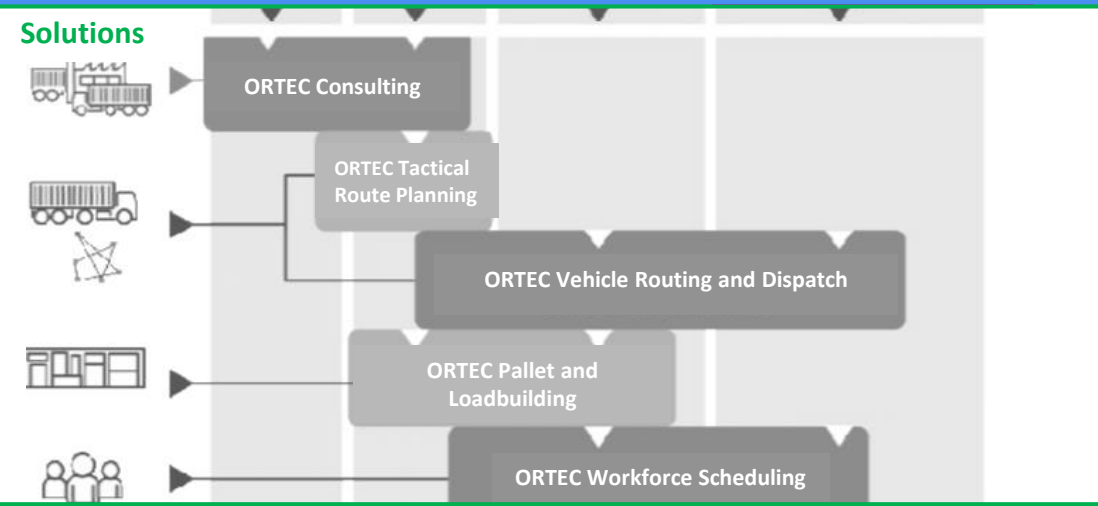 Solutions
ORTEC Consulting
ORTEC Tactical
Route Planning
ORTEC Vehicle Routing and Dispatch
ORTEC Pallet and
Loadbuilding
ORTEC Workforce Scheduling